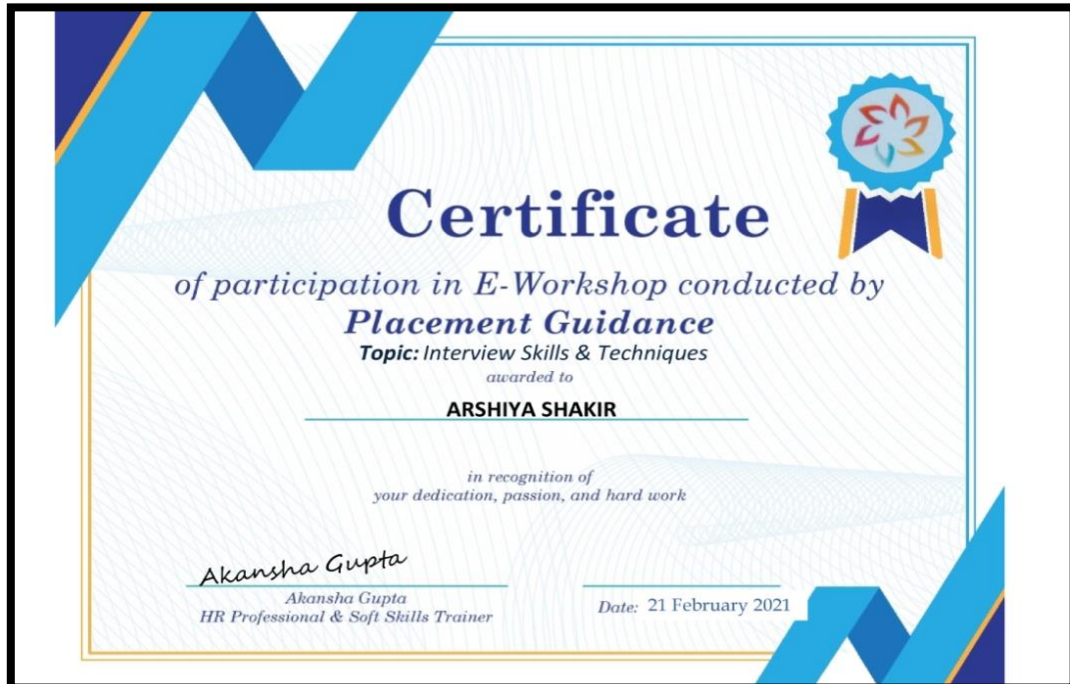 Certificate
of participation in E-Workshop conducted by
Placement Guidance
Topic: Interview Skills & Techniques
awarded to
ARSHIYA SHAKIR
in recognition of
your dedication, passion, and hard work
Akansha Gupta
Akansha Gupta
HR Professional & Soft Skills Trainer
Date: 21 February 2021